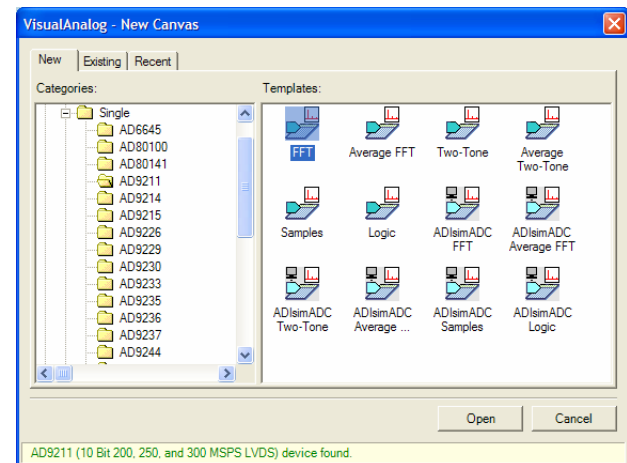 VisualAnalog - New Canvas
New Existing Recent
Categories:
Templates:
Single
AD6645
AD80100
AD80141
AD9211
AD9214
AD9215
AD9226
AD9229
AD9230
AD9233
AD9235
AD9236
AD9237
AD9244
FFT
Average FFT
Two-Tone
Average
Two-Tone
Samples
Logic
ADIsimADC
FFT
ADIsimADC
Average FFT
ADIsimADC
Two-Tone
ADIsimADC
Average ...
ADIsimADC
Samples
ADIsimADC
Logic
Open Cancel
AD9211 (10 Bit 200, 250, and 300 MSPS LVDS) device found.